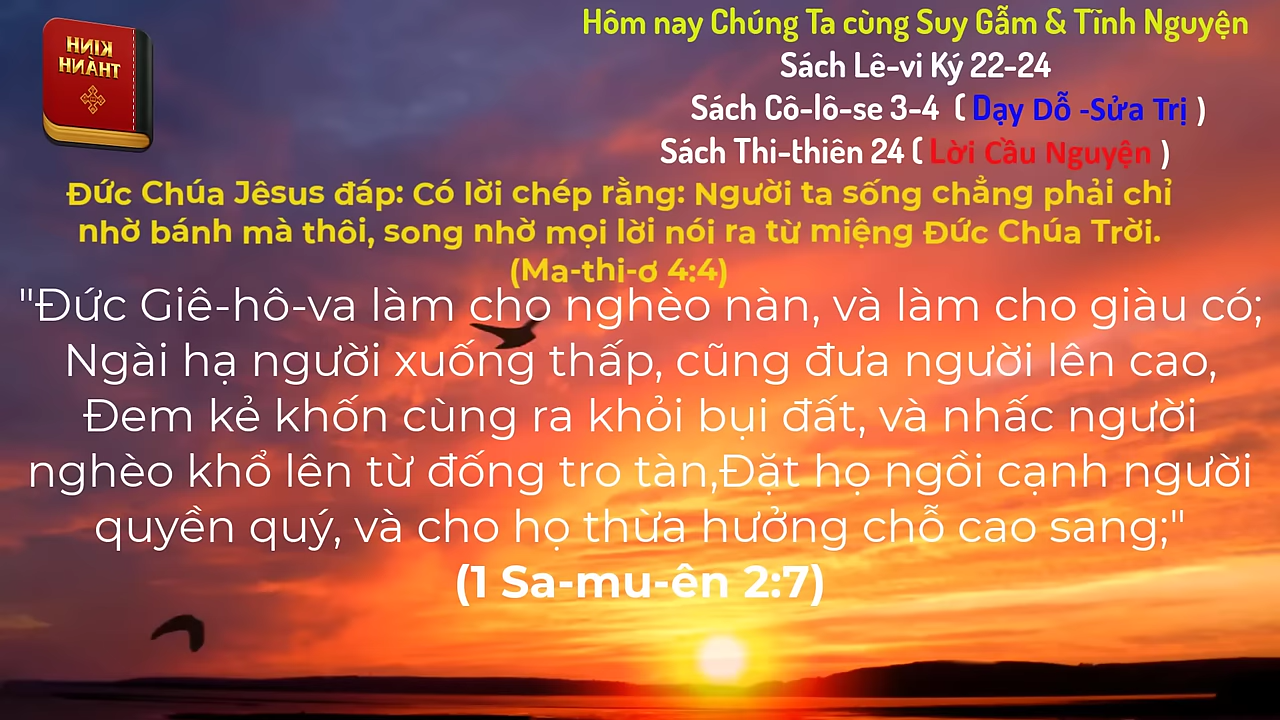 KINH
THÁNH
Hôm nay Chúng Ta cùng Suy Gẫm & Tĩnh Nguyện
Sách Lê-vi Ký 22-24
Sách Cô-lô-se 3-4 ( Dạy Dỗ -Sửa Trị )
Sách Thi-thiên 24 ( Lời Cầu Nguyện )
Đức Chúa Jêsus đáp: Có lời chép rằng: Người ta sống chẳng phải chỉ
nhờ bánh mà thôi, song nhờ mọi lời nói ra từ miệng Đức Chúa Trời.
(Ma-thi-ơ 4:4)
"Đức Giê-hô-va làm cho nghèo nàn, và làm cho giàu có;
Ngài hạ người xuống thấp, cũng đưa người lên cao,
Đem kẻ khốn cùng ra khỏi bụi đất, và nhấc người
nghèo khổ lên từ đống tro tàn,Đặt họ ngồi cạnh người
quyền quý, và cho họ thừa hưởng chỗ cao sang;"
(1 Sa-mu-ên 2:7)